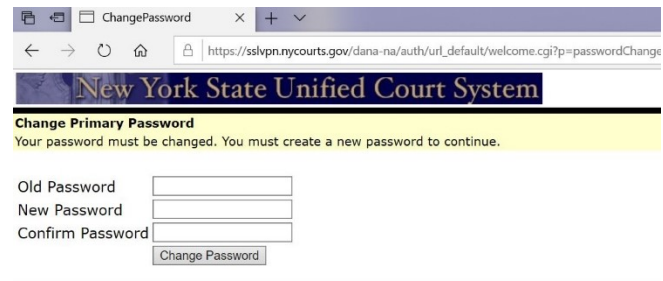 ChangePassword
https://sslvpn.nycourts.gov/dana-na/auth/url_default/welcome.cgi?p=passwordChange
New York State Unified Court System
Change Primary Password
Your password must be changed. You must create a new password to continue.
Old Password
New Password
Confirm Password
Change Password